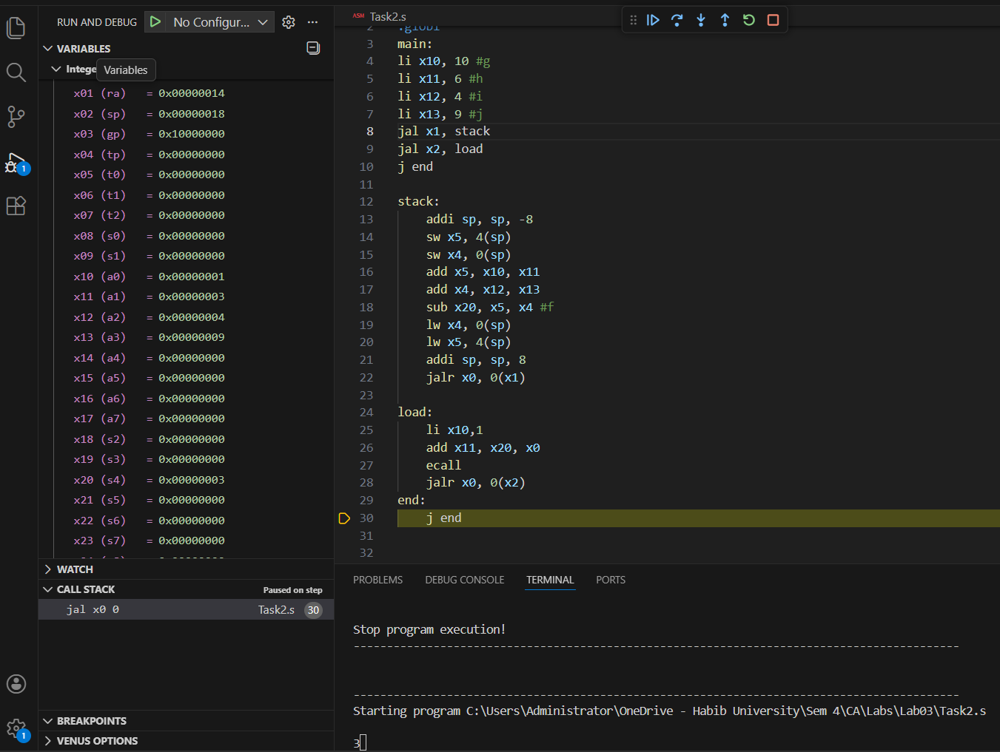 RUN AND DEBUG
No Configur...
VARIABLES
Intege
Variables
x01 (ra) = 0x00000014
x02 (sp) = 0x00000018
x03 (gp) = 0x10000000
x04 (tp) = 0x00000000
x05 (t0) = 0x00000000
x06 (t1) = 0x00000000
x07 (t2) = 0x00000000
x08 (s0) = 0x00000000
x09 (s1) = 0x00000000
x10 (a0) = 0x00000001
x11 (a1) = 0x00000003
x12 (a2) = 0x00000004
x13 (a3) = 0x00000009
x14 (a4) = 0x00000000
x15 (a5) = 0x00000000
x16 (a6) = 0x00000000
x17 (a7) = 0x00000000
x18 (s2) = 0x00000000
x19 (s3) = 0x00000000
x20 (s4) = 0x00000003
x21 (s5) = 0x00000000
x22 (s6) = 0x00000000
x23 (s7) = 0x00000000
WATCH
CALL STACK Paused on step
jal x0 0 Task2.s 30
BREAKPOINTS
VENUS OPTIONS
1
1
ASM Task2.s
2 .globl
3 main:
4 li x10, 10 #g
5 li x11, 6 #h
6 li x12, 4 #i
7 li x13, 9 #j
8 jal x1, stack
9 jal x2, load
10 j end
11
12 stack:
13 addi sp, sp, -8
14 sw x5, 4(sp)
15 sw x4, 0(sp)
16 add x5, x10, x11
17 add x4, x12, x13
18 sub x20, x5, x4 #f
19 lw x4, 0(sp)
20 lw x5, 4(sp)
21 addi sp, sp, 8
22 jalr x0, 0(x1)
23
24 load:
25 li x10,1
26 add x11, x20, x0
27 ecall
28 jalr x0, 0(x2)
29 end:
30 j end
31
32
PROBLEMS DEBUG CONSOLE TERMINAL PORTS
Stop program execution!
-------------------------------------------------------------------------------------------
-------------------------------------------------------------------------------------------
Starting program C:\Users\Administrator\OneDrive - Habib University\Sem 4\CA\Labs\Lab03\Task2.s
3